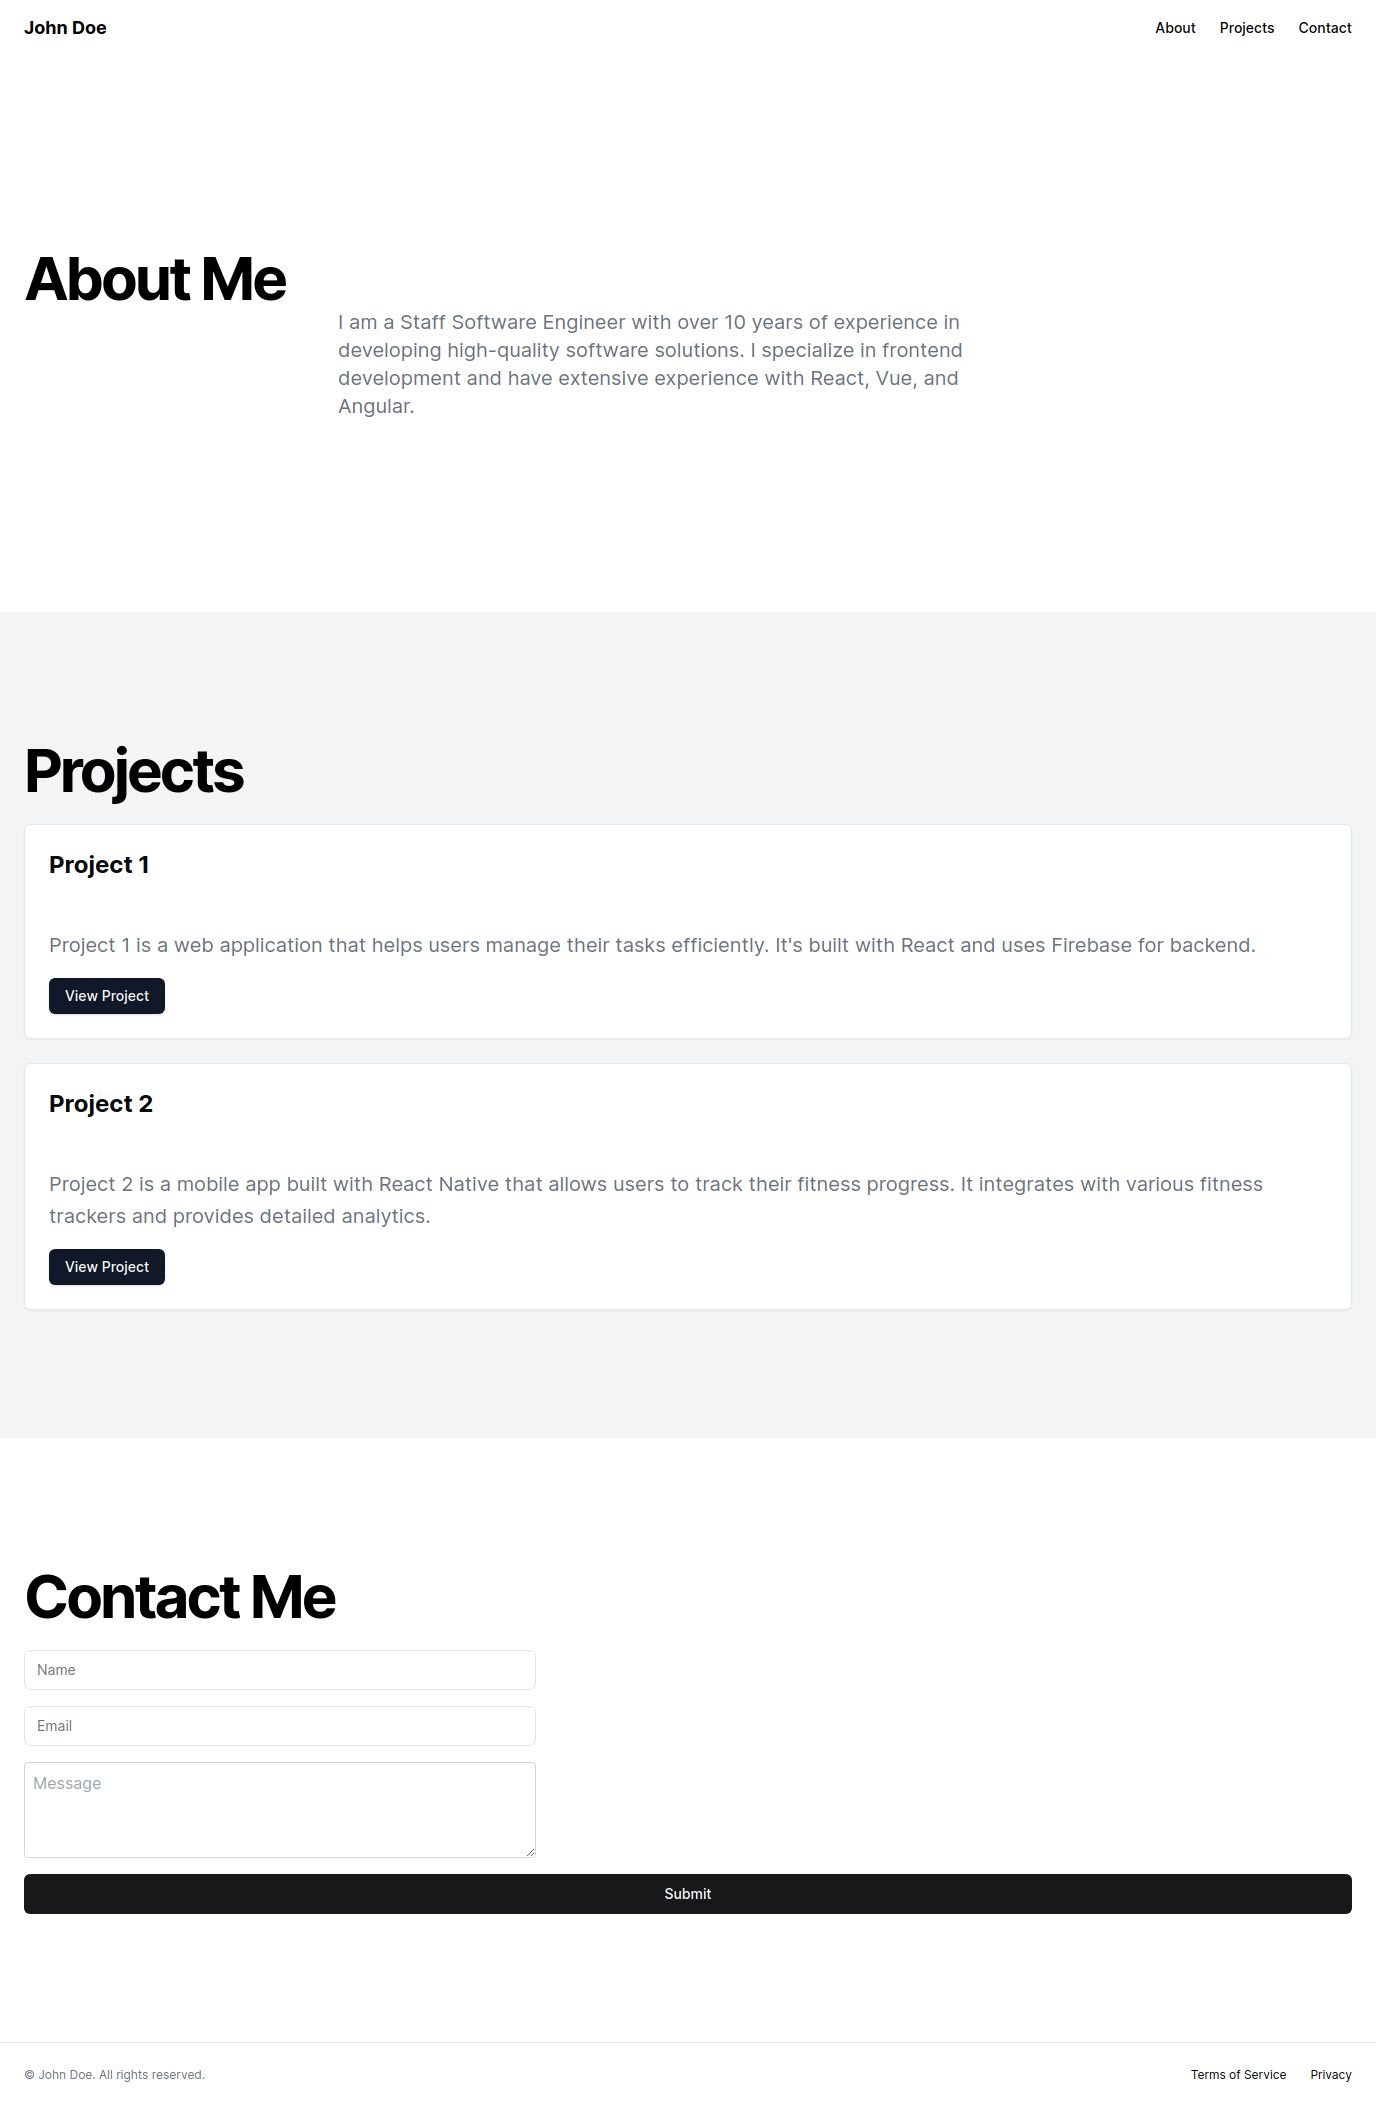 John Doe
About Projects Contact
About Me
I am a Staff Software Engineer with over 10 years of experience in
developing high-quality software solutions. I specialize in frontend
development and have extensive experience with React, Vue, and
Angular.
Projects
Project 1
Project 1 is a web application that helps users manage their tasks efficiently. It's built with React and uses Firebase for backend.
View Project
Project 2
Project 2 is a mobile app built with React Native that allows users to track their fitness progress. It integrates with various fitness
trackers and provides detailed analytics.
View Project
Contact Me
Name
Email
Message
Submit
© John Doe. All rights reserved.
Terms of Service Privacy